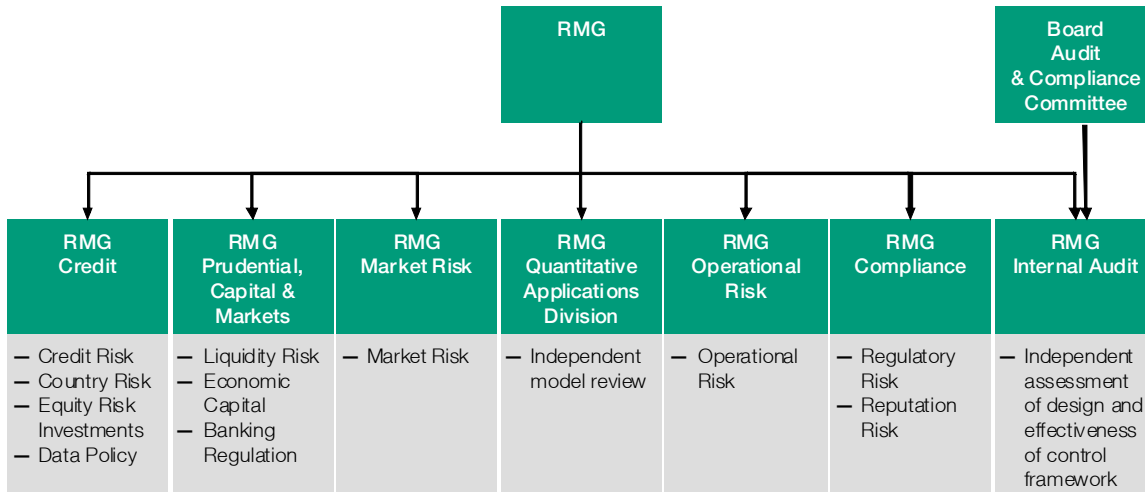 RMG
Board
Audit
& Compliance
Committee
RMG
Credit
RMG
Prudential,
Capital &
Markets
RMG
Market Risk
RMG
Quantitative
Applications
Division
RMG
Operational
Risk
RMG
Compliance
RMG
Internal Audit
— Credit Risk
— Country Risk
— Equity Risk
Investments
— Data Policy
— Liquidity Risk
— Economic
Capital
— Banking
Regulation
— Market Risk
— Independent
model review
— Operational
Risk
— Regulatory
Risk
— Reputation
Risk
— Independent
assessment
of design and
effectiveness
of control
framework